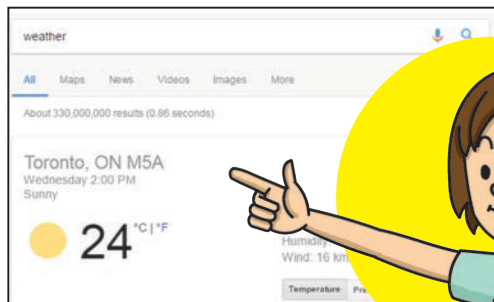 weather
All Maps News Videos Images More
About 330,000,000 results (0.86 seconds)
Toronto, ON M5A
Wednesday 2:00 PM
Sunny
24 °C | °F
Humidity
Wind: 16 km
Temperature